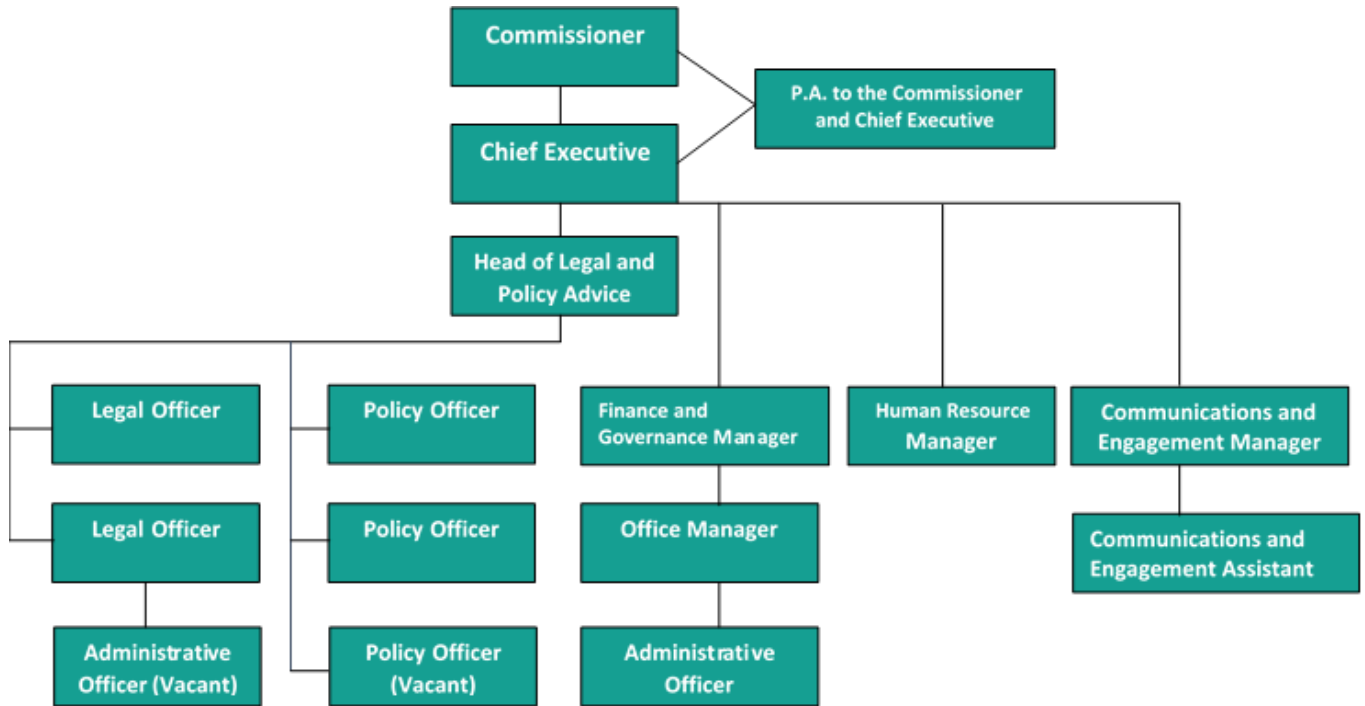 Commissioner
P.A. to the Commissioner
and Chief Executive
Chief Executive
Head of Legal and
Policy Advice
Legal Officer
Policy Officer
Finance and
Governance Manager
Human Resource
Manager
Communications and
Engagement Manager
Legal Officer
Policy Officer
Office Manager
Communications and
Engagement Assistant
Administrative
Officer (Vacant)
Policy Officer
(Vacant)
Administrative
Officer